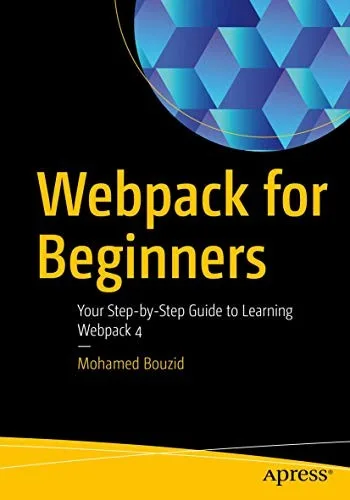 Webpack for
Beginners
Your Step-by-Step Guide to Learning
Webpack 4
—
Mohamed Bouzid
Apress®